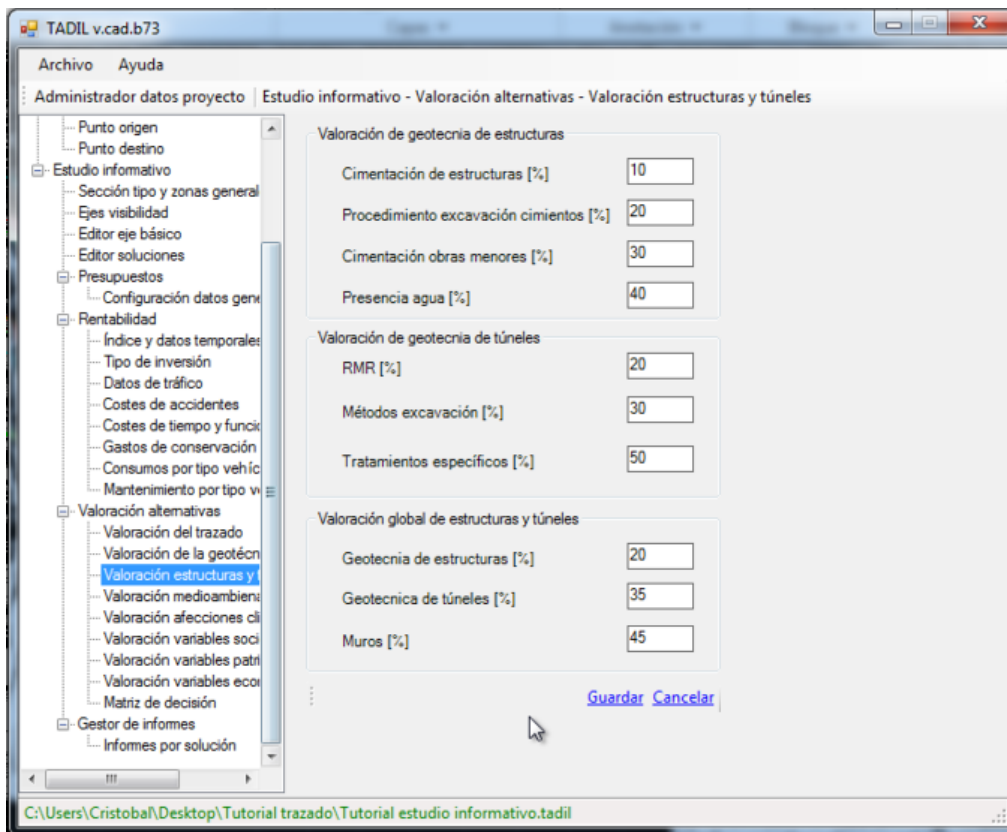 TADIL v.cad.b73
Archivo Ayuda
Administrador datos proyecto Estudio informativo - Valoración alternativas - Valoración estructuras y túneles
Punto origen
Punto destino
Estudio informativo
Sección tipo y zonas general
Ejes visibilidad
Editor eje básico
Editor soluciones
Presupuestos
Configuración datos gene
Rentabilidad
Índice y datos temporales
Tipo de inversión
Datos de tráfico
Costes de accidentes
Costes de tiempo y funcio
Gastos de conservación
Consumos por tipo vehíc
Mantenimiento por tipo ve
Valoración alternativas
Valoración del trazado
Valoración de la geotécn
Valoración estructuras y t
Valoración medioambiena
Valoración afecciones cli
Valoración variables soci
Valoración variables patri
Valoración variables ecor
Matriz de decisión
Gestor de informes
Informes por solución
Valoración de geotecnia de estructuras
Cimentación de estructuras [%] 10
Procedimiento excavación cimientos [%] 20
Cimentación obras menores [%] 30
Presencia agua [%] 40
Valoración de geotecnia de túneles
RMR [%] 20
Métodos excavación [%] 30
Tratamientos específicos [%] 50
Valoración global de estructuras y túneles
Geotecnia de estructuras [%] 20
Geotecnica de túneles [%] 35
Muros [%] 45
Guardar Cancelar
C:\Users\Cristobal\Desktop\Tutorial trazado\Tutorial estudio informativo.tadil